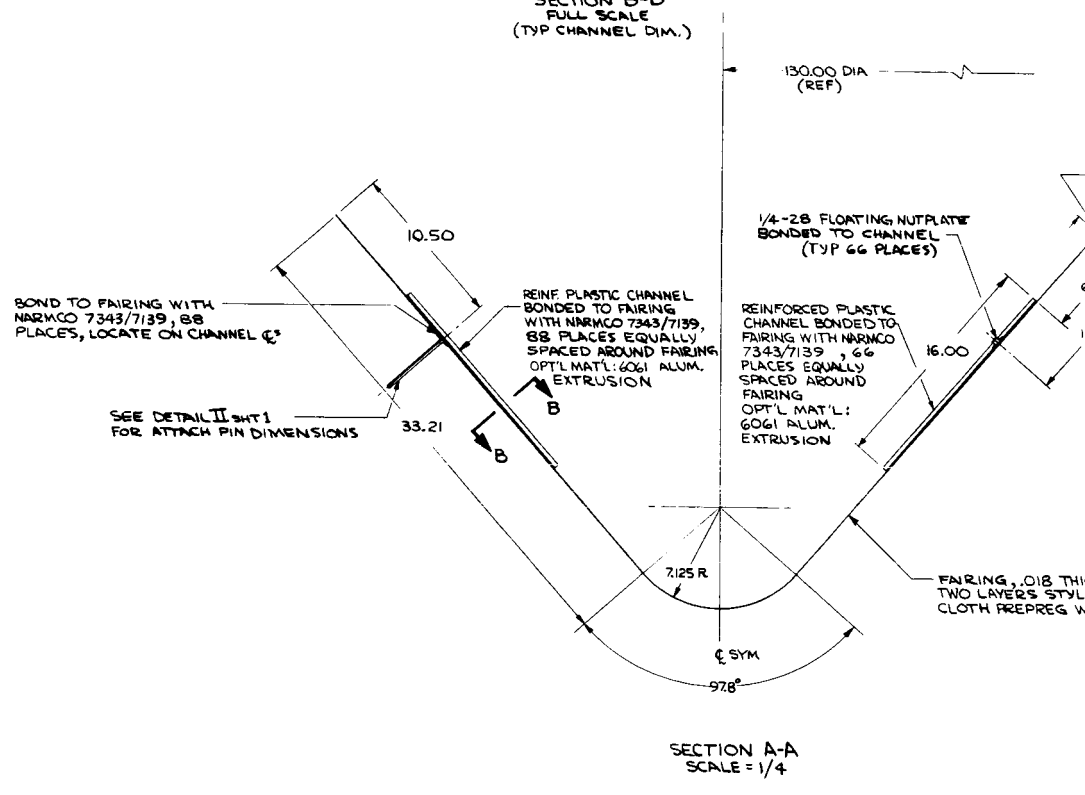 SECTION B-B
FULL SCALE
(TYP CHANNEL DIM.)
130.00 DIA
(REF)
10.50
1/4-28 FLOATING NUTPLATE
BONDED TO CHANNEL
(TYP 66 PLACES)
BOND TO FAIRING WITH
NARMCO 7343/7139, 88
PLACES, LOCATE ON CHANNEL ℄S
REINF. PLASTIC CHANNEL
BONDED TO FAIRING
WITH NARMCO 7343/7139,
88 PLACES EQUALLY
SPACED AROUND FAIRING
OPT'L MAT'L: 6061 ALUM.
EXTRUSION
REINFORCED PLASTIC
CHANNEL BONDED TO
FAIRING WITH NARMCO
7343/7139 , 66
PLACES EQUALLY
SPACED AROUND
FAIRING
OPT'L MAT'L:
6061 ALUM.
EXTRUSION
16.00
SEE DETAIL II SHT 1
FOR ATTACH PIN DIMENSIONS
33.21
B
B
7.125 R
FAIRING, .018
TWO LAYERS
CLOTH PREPREG
℄ SYM
97.8°
SECTION A-A
SCALE = 1/4